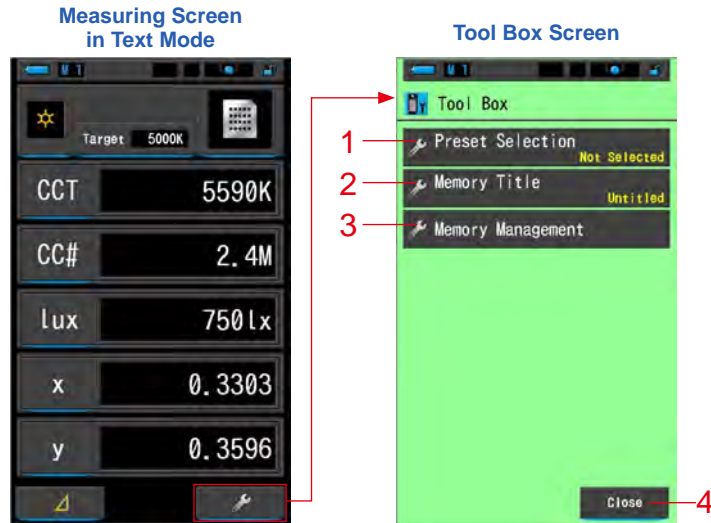 Measuring Screen
in Text Mode
M 1
Target 5000K
CCT 5590K
CC# 2.4M
lux 750lx
x 0.3303
y 0.3596
Tool Box Screen
M 1
Tool Box
1 Preset Selection
Not Selected
2 Memory Title
Untitled
3 Memory Management
Close 4